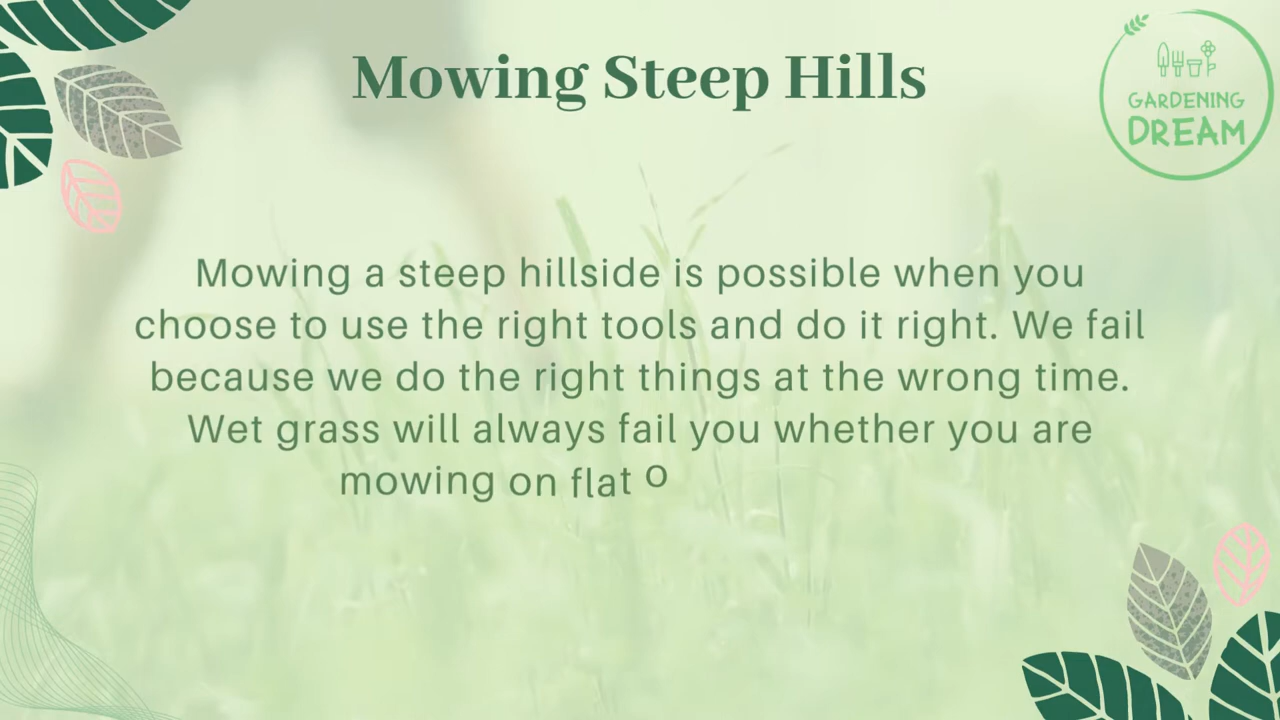 Mowing Steep Hills
GARDENING
DREAM
Mowing a steep hillside is possible when you
choose to use the right tools and do it right. We fail
because we do the right things at the wrong time.
Wet grass will always fail you whether you are
mowing on flat o